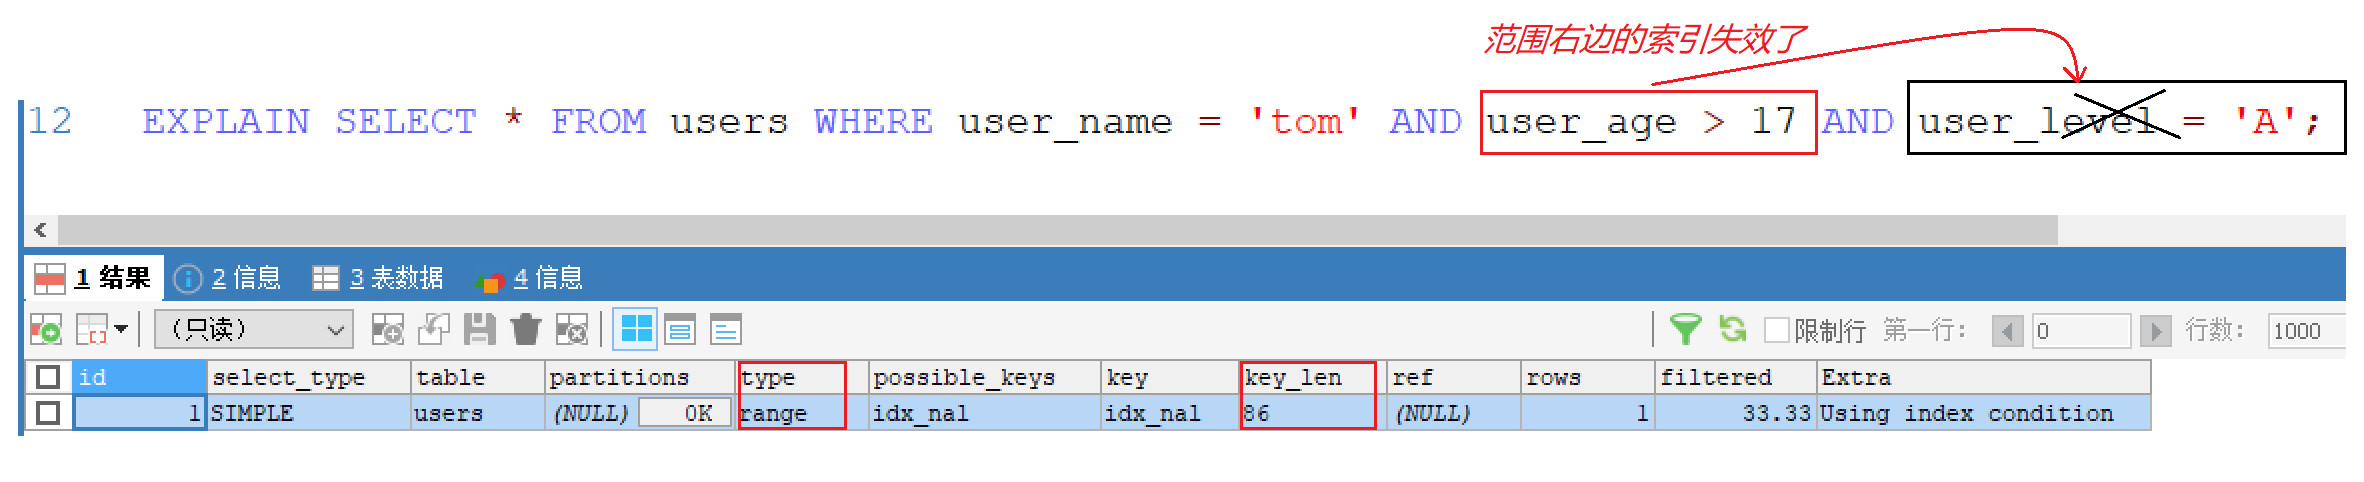 范围右边的索引失效了
12 EXPLAIN SELECT * FROM users WHERE user_name = 'tom' AND user_age > 17 AND user_level = 'A';
1 结果 2 信息 3 表数据 4 信息
(只读) 限制行 第一行: 0 行数: 1000
id select_type table partitions type possible_keys key key_len ref rows filtered Extra
1 SIMPLE users (NULL) OK range idx_nal idx_nal 86 (NULL) 1 33.33 Using index condition